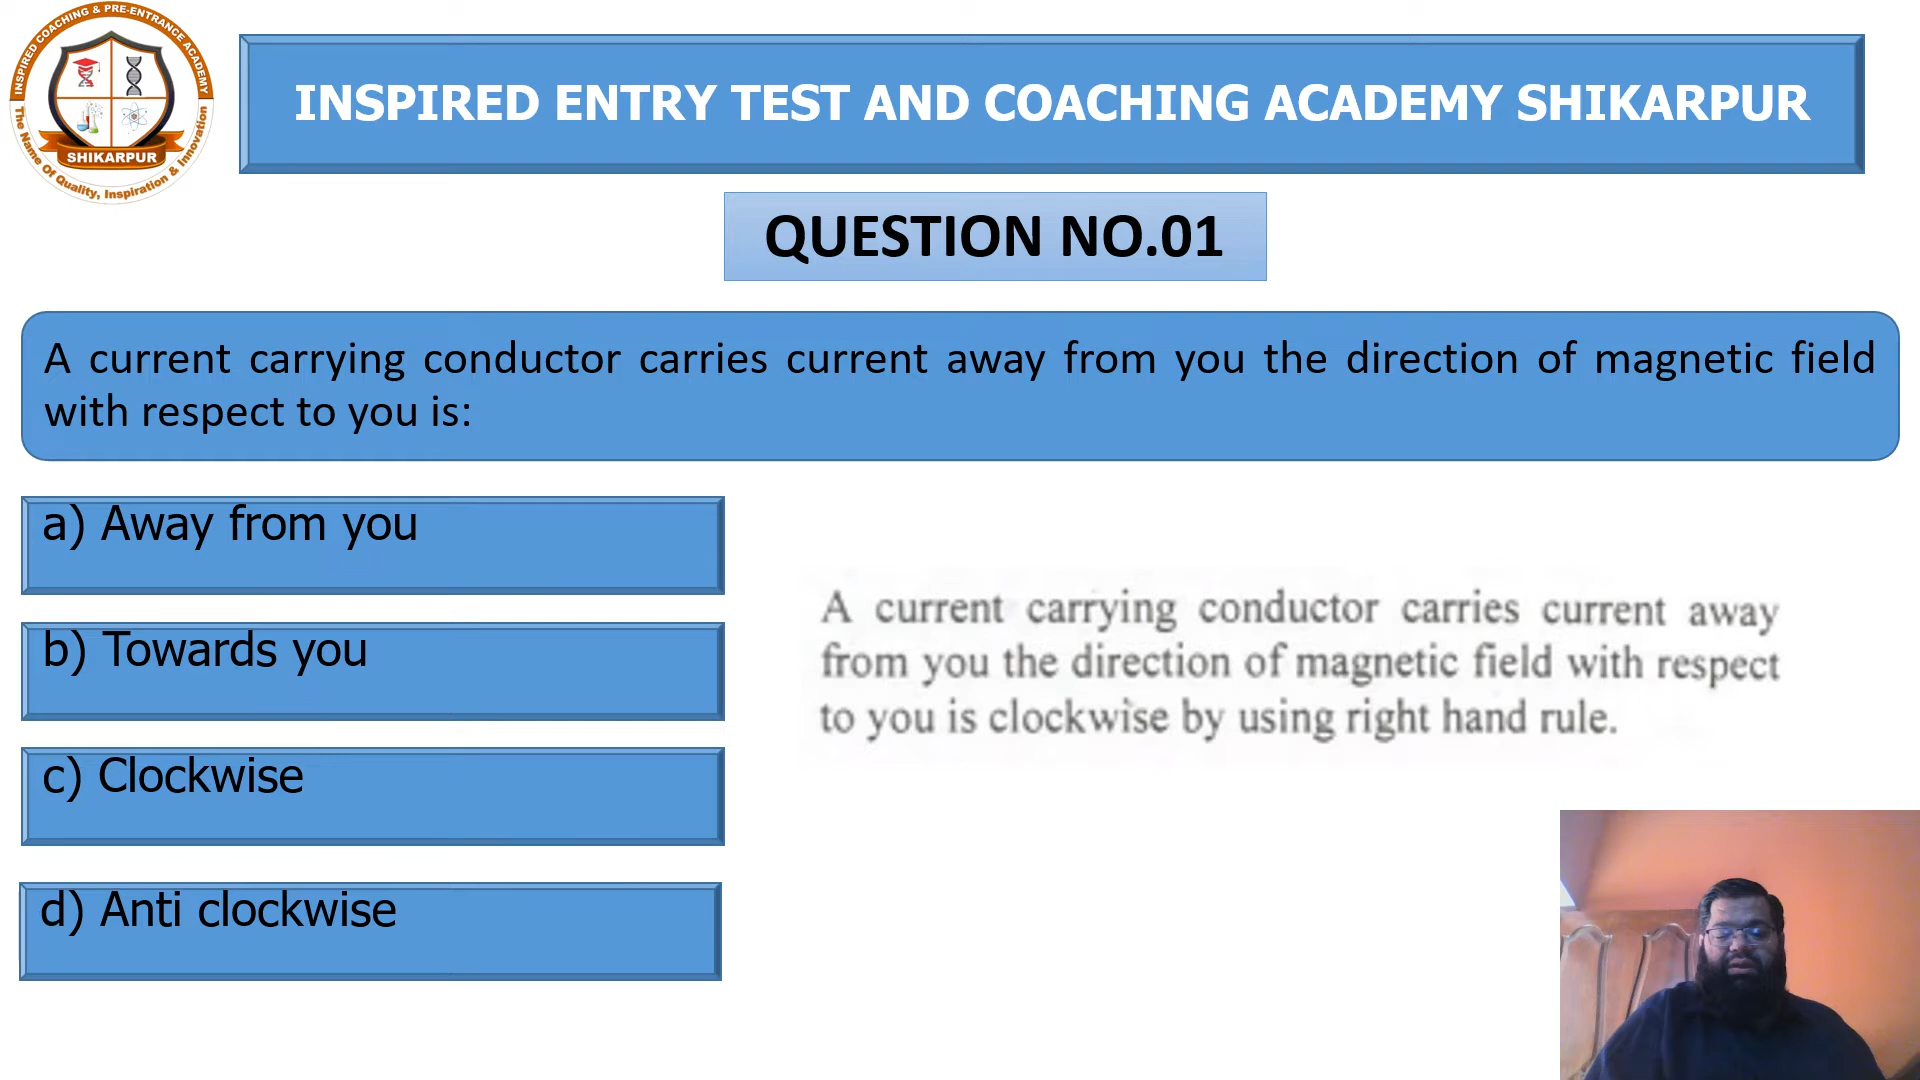 INSPIRED COACHING & PRE-ENTRANCE ACADEMY
SHIKARPUR
The Name Of Quality, Inspiration & Innovation
INSPIRED ENTRY TEST AND COACHING ACADEMY SHIKARPUR
QUESTION NO.01
A current carrying conductor carries current away from you the direction of magnetic field
with respect to you is:
a) Away from you
b) Towards you
c) Clockwise
d) Anti clockwise
A current carrying conductor carries current away
from you the direction of magnetic field with respect
to you is clockwise by using right hand rule.